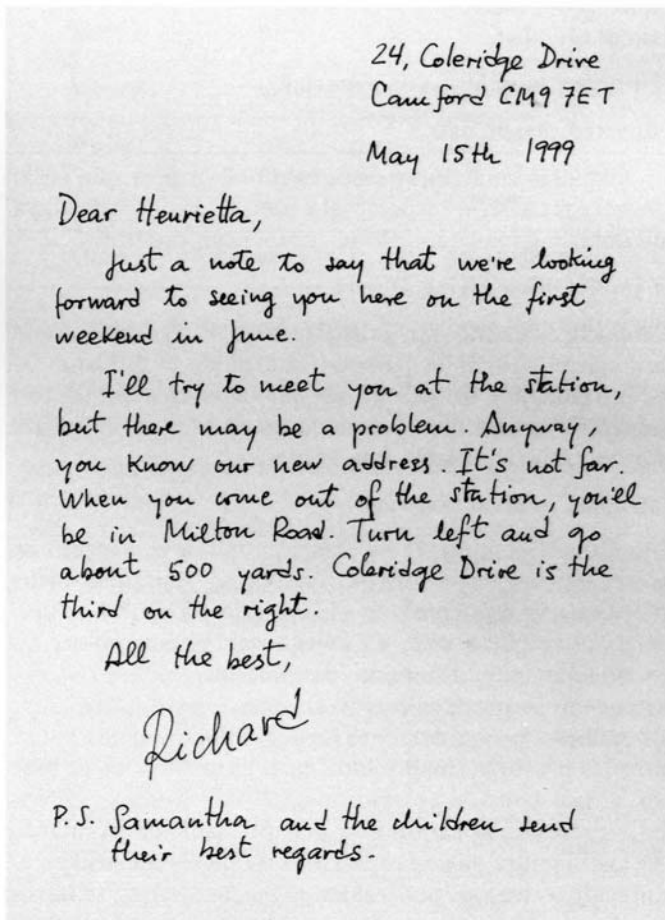 24, Coleridge Drive
Camford CM9 7ET
May 15th 1999
Dear Henrietta,
Just a note to say that we're looking
forward to seeing you here on the first
weekend in June.
I'll try to meet you at the station,
but there may be a problem. Anyway,
you know our new address. It's not far.
When you come out of the station, you'll
be in Milton Road. Turn left and go
about 500 yards. Coleridge Drive is the
third on the right.
All the best,
Richard
P.S. Samantha and the children send
their best regards.